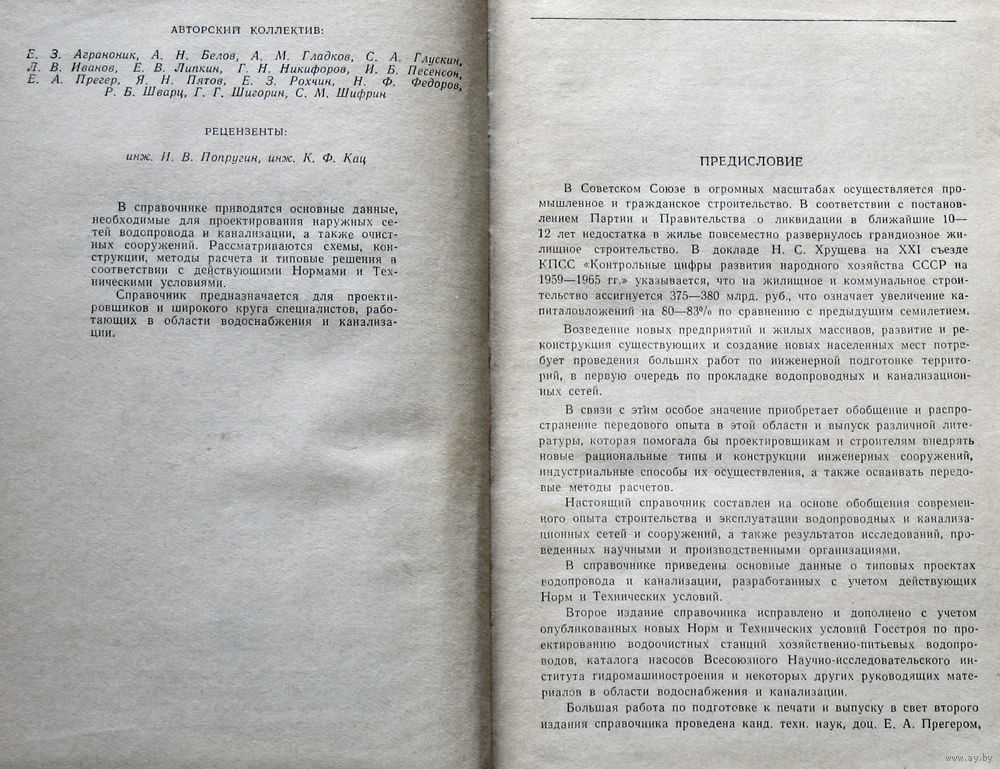 АВТОРСКИЙ КОЛЛЕКТИВ:
Е. З. Аграноник, А. Н. Белов, А. М. Гладков, С. А. Глускин,
Л. В. Иванов, Е. В. Липкин, Г. Н. Никифоров, И. Б. Песенсон,
Е. А. Прегер, Я. Н. Пятов, Е. З. Рохчин, Н. Ф. Федоров,
Р. Б. Шварц, Г. Г. Шигорин, С. М. Шифрин
РЕЦЕНЗЕНТЫ:
инж. И. В. Попругин, инж. К. Ф. Кац
В справочнике приводятся основные данные,
необходимые для проектирования наружных се-
тей водопровода и канализации, а также очист-
ных сооружений. Рассматриваются схемы, кон-
струкции, методы расчета и типовые решения в
соответствии с действующими Нормами и Тех-
ническими условиями.
Справочник предназначается для проекти-
ровщиков и широкого круга специалистов, рабо-
тающих в области водоснабжения и канализа-
ции.
ПРЕДИСЛОВИЕ
В Советском Союзе в огромных масштабах осуществляется про-
мышленное и гражданское строительство. В соответствии с постанов-
лением Партии и Правительства о ликвидации в ближайшие 10—
12 лет недостатка в жилье повсеместно развернулось грандиозное жи-
лищное строительство. В докладе Н. С. Хрущева на XXI съезде
КПСС «Контрольные цифры развития народного хозяйства СССР на
1959—1965 гг.» указывается, что на жилищное и коммунальное строи-
тельство ассигнуется 375—380 млрд. руб., что означает увеличение ка-
питаловложений на 80—83% по сравнению с предыдущим семилетием.
Возведение новых предприятий и жилых массивов, развитие и ре-
конструкция существующих и создание новых населенных мест потре-
бует проведения больших работ по инженерной подготовке террито-
рий, в первую очередь по прокладке водопроводных и канализацион-
ных сетей.
В связи с этим особое значение приобретает обобщение и распро-
странение передового опыта в этой области и выпуск различной лите-
ратуры, которая помогала бы проектировщикам и строителям внедрять
новые рациональные типы и конструкции инженерных сооружений,
индустриальные способы их осуществления, а также осваивать передо-
вые методы расчетов.
Настоящий справочник составлен на основе обобщения современ-
ного опыта строительства и эксплуатации водопроводных и канализа-
ционных сетей и сооружений, а также результатов исследований, про-
веденных научными и производственными организациями.
В справочнике приведены основные данные о типовых проектах
водопровода и канализации, разработанных с учетом действующих
Норм и Технических условий.
Второе издание справочника исправлено и дополнено с учетом
опубликованных новых Норм и Технических условий Госстроя по про-
ектированию водоочистных станций хозяйственно-питьевых водопро-
водов, каталога насосов Всесоюзного Научно-исследовательского ин-
ститута гидромашиностроения и некоторых других руководящих мате-
риалов в области водоснабжения и канализации.
Большая работа по подготовке к печати и выпуску в свет второго
издания справочника проведена канд. техн. наук, доц. Е. А. Прегером,
www.ay.by